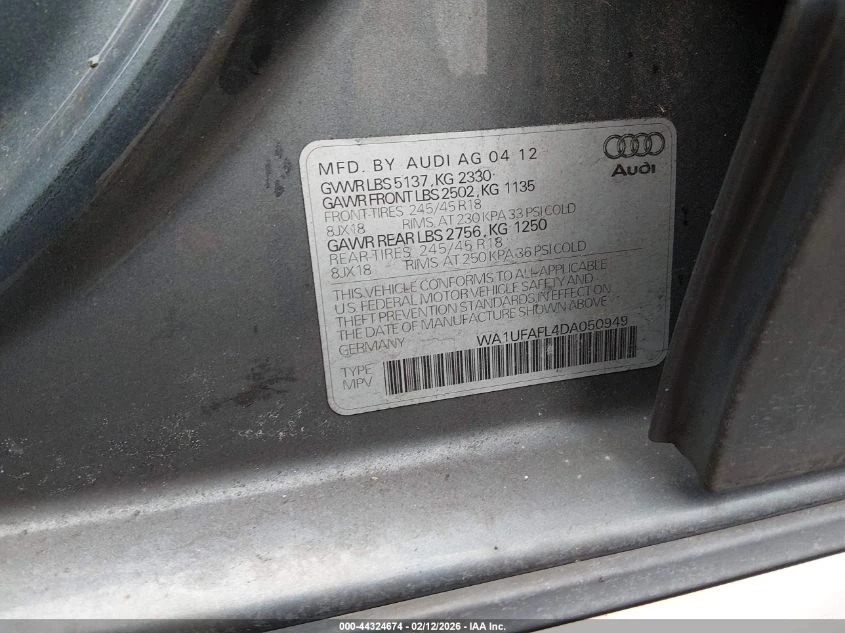 MFD. BY AUDI AG 04 12
GVWR LBS 5137, KG 2330
GAWR FRONT LBS 2502, KG 1135
FRONT-TIRES 245/45 R18
8JX18 RIMS, AT 230 KPA 33 PSI COLD
GAWR REAR LBS 2756, KG 1250
REAR-TIRES 245/45 R18
8JX18 RIMS, AT 250 KPA 36 PSI COLD
Audi
THIS VEHICLE CONFORMS TO ALL APPLICABLE
U.S. FEDERAL MOTOR VEHICLE SAFETY AND
THEFT PREVENTION STANDARDS IN EFFECT ON
THE DATE OF MANUFACTURE SHOWN ABOVE
GERMANY
WA1UFAFL4DA050949
TYPE
MPV
000-44324674 | 02/12/2026 - IAA Inc.